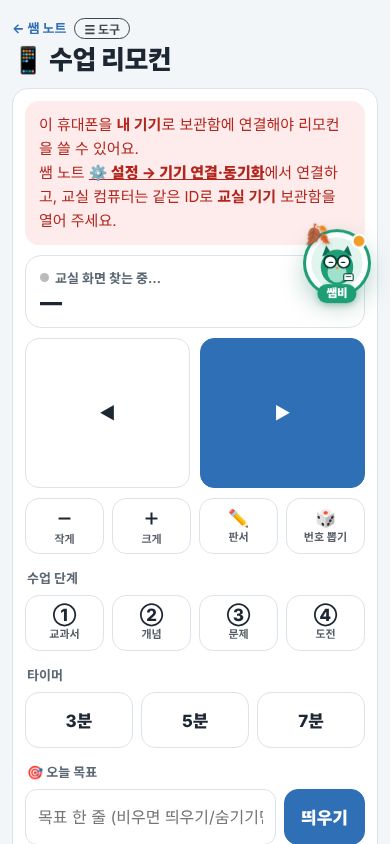 ← 쌤 노트 ☰ 도구
📱 수업 리모컨
이 휴대폰을 내 기기로 보관함에 연결해야 리모컨
을 쓸 수 있어요.
쌤 노트 ⚙️ 설정 → 기기 연결·동기화에서 연결하
고, 교실 컴퓨터는 같은 ID로 교실 기기 보관함을
열어 주세요.
교실 화면 찾는 중…
—
쌤비
◀ ▶
− + ✏️ 🎲
작게 크게 판서 번호 뽑기
수업 단계
① ② ③ ④
교과서 개념 문제 도전
타이머
3분 5분 7분
🎯 오늘 목표
목표 한 줄 (비우면 띄우기/숨기기만 띄우기